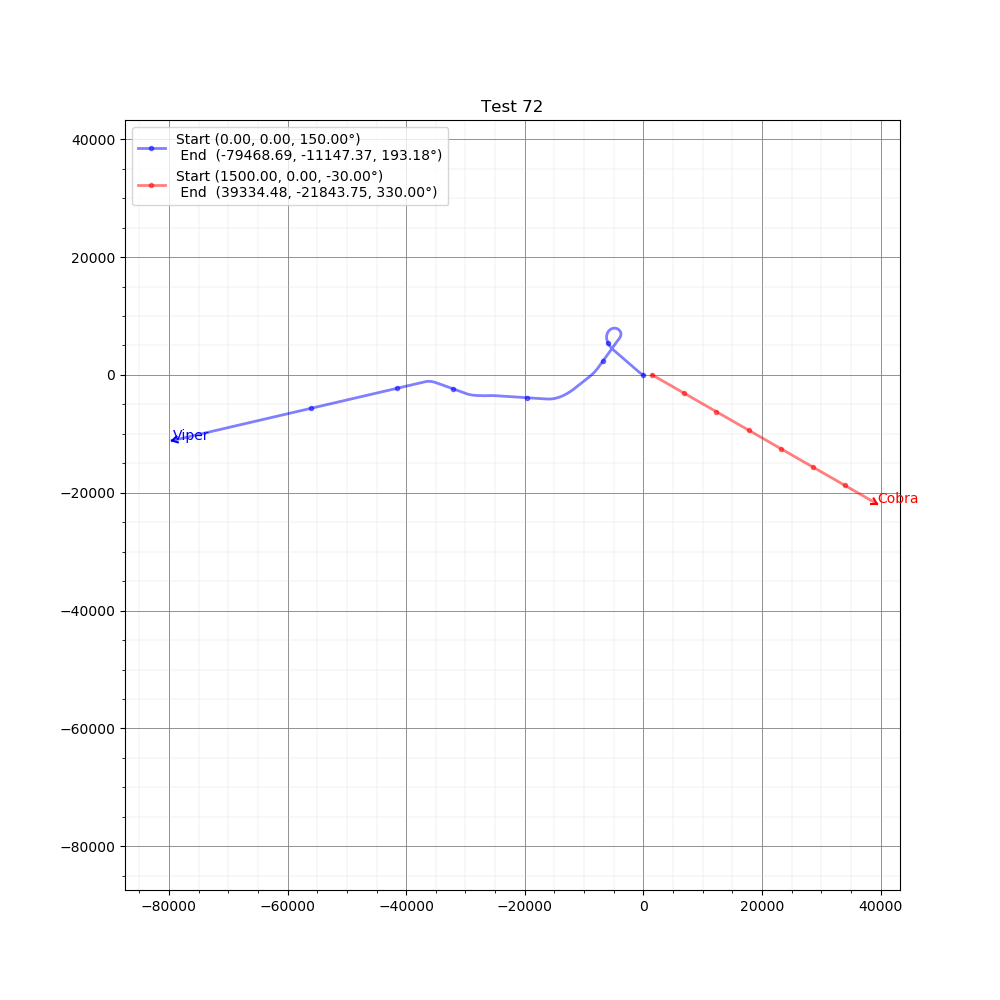 Test 72
Start (0.00, 0.00, 150.00°)
End (-79468.69, -11147.37, 193.18°)
Start (1500.00, 0.00, -30.00°)
End (39334.48, -21843.75, 330.00°)
40000
20000
0
−20000
−40000
−60000
−80000
Viper
Cobra
−80000
−60000
−40000
−20000
0
20000
40000